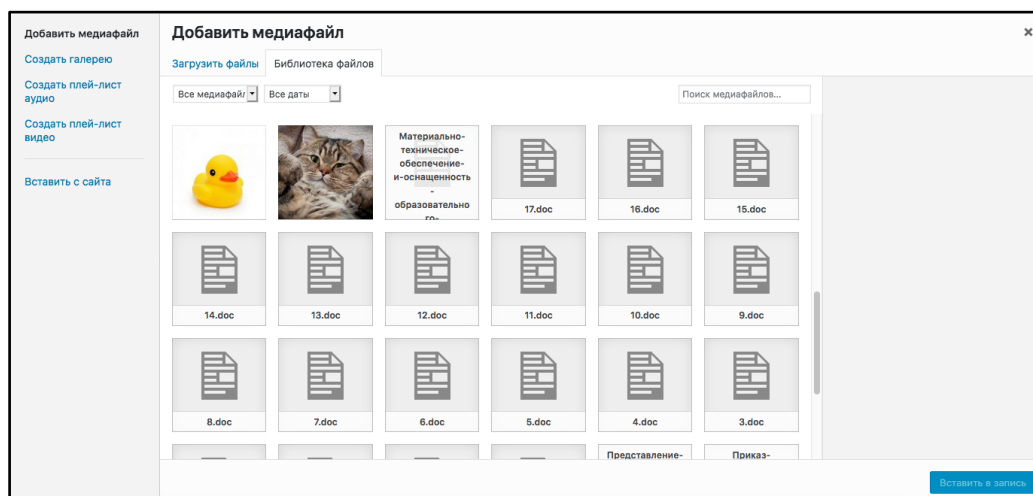 Добавить медиафайл
Создать галерею
Создать плей-лист
аудио
Создать плей-лист
видео
Вставить с сайта
Добавить медиафайл
×
Загрузить файлы
Библиотека файлов
Все медиафай
Все даты
Поиск медиафайлов...
Материально-
техническое-
обеспечение-
и-оснащенность
-
образовательно
го-
17.doc
16.doc
15.doc
14.doc
13.doc
12.doc
11.doc
10.doc
9.doc
8.doc
7.doc
6.doc
5.doc
4.doc
3.doc
Представление-
Приказ-
Вставить в запись